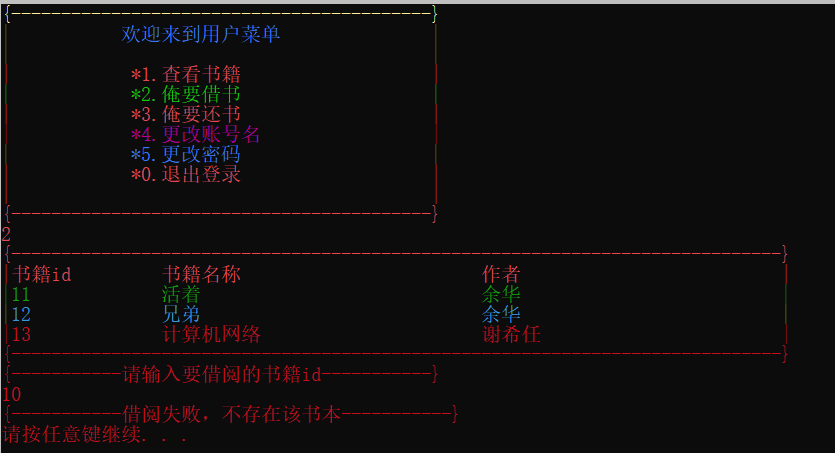 {------------------------------------------}
欢迎来到用户菜单
*1.查看书籍
*2.俺要借书
*3.俺要还书
*4.更改账号名
*5.更改密码
*0.退出登录
{------------------------------------------}
2
{-----------------------------------------------------------------------------}
|书籍id 书籍名称 作者 |
|11 活着 余华 |
|12 兄弟 余华 |
|13 计算机网络 谢希任 |
{-----------------------------------------------------------------------------}
{-----------请输入要借阅的书籍id-----------}
10
{-----------借阅失败，不存在该书本-----------}
请按任意键继续. . .